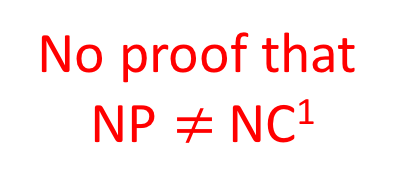 No proof that
NP ≠ NC¹